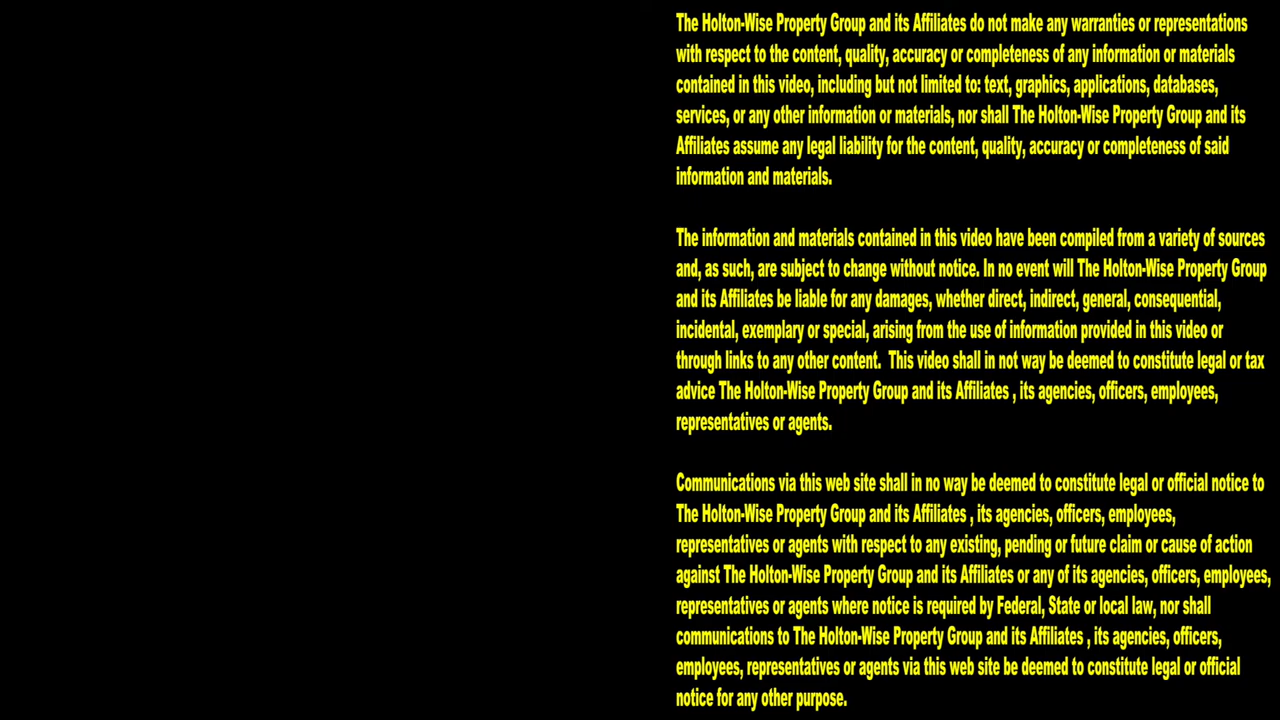 The Holton-Wise Property Group and its Affiliates do not make any warranties or representations
with respect to the content, quality, accuracy or completeness of any information or materials
contained in this video, including but not limited to: text, graphics, applications, databases,
services, or any other information or materials, nor shall The Holton-Wise Property Group and its
Affiliates assume any legal liability for the content, quality, accuracy or completeness of said
information and materials.
The information and materials contained in this video have been compiled from a variety of sources
and, as such, are subject to change without notice. In no event will The Holton-Wise Property Group
and its Affiliates be liable for any damages, whether direct, indirect, general, consequential,
incidental, exemplary or special, arising from the use of information provided in this video or
through links to any other content.  This video shall in not way be deemed to constitute legal or tax
advice The Holton-Wise Property Group and its Affiliates , its agencies, officers, employees,
representatives or agents.
Communications via this web site shall in no way be deemed to constitute legal or official notice to
The Holton-Wise Property Group and its Affiliates , its agencies, officers, employees,
representatives or agents with respect to any existing, pending or future claim or cause of action
against The Holton-Wise Property Group and its Affiliates or any of its agencies, officers, employees,
representatives or agents where notice is required by Federal, State or local law, nor shall
communications to The Holton-Wise Property Group and its Affiliates , its agencies, officers,
employees, representatives or agents via this web site be deemed to constitute legal or official
notice for any other purpose.